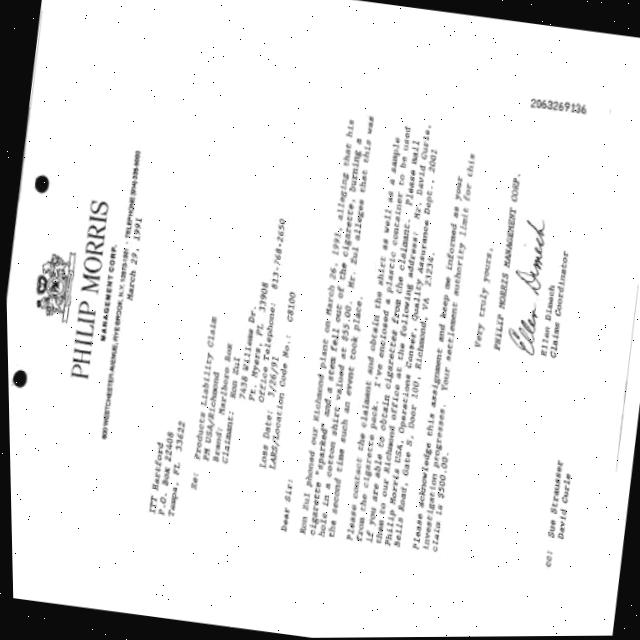 PHILIP MORRIS
MANAGEMENT CORP.
800 WESTCHESTER AVENUE, RYE BROOK, N.Y. 10573-1301 · TELEPHONE (914) 335-5000
March 29, 1991
ITT Hartford
P.O. Box 22408
Tampa, FL 33622
Re: Products Liability Claim
PM USA/Richmond
Brand: Marlboro Box
Claimant: Ron Zul
7438 Williams Dr.
Ft. Myers, FL 33908
Office Telephone: 813-768-2650
Loss Date: 3/26/91
LARS/Location Code No.: C8100
Dear Sir:
Ron Zul phoned our Richmond plant on March 26, 1991, alleging that his
cigarette "sparked" and a stem fell out of the cigarette, burning a
hole in a cotton shirt valued at $55.00. Mr. Zul alleges that this was
the second time such an event took place.
Please contact the claimant and obtain the shirt as well as a sample
from the cigarette pack. I've enclosed a plastic container to be used
if you are able to obtain cigarettes from the claimant. Please mail
them to our Richmond office at the following address: Mr. David Curle,
Philip Morris USA, Operations Center, Quality Assurance Dept., 2001
Bells Road, Gate 5, Door 100, Richmond, VA 23234.
Please acknowledge this assignment and keep me informed as your
investigation progresses. Your settlement authority limit for this
claim is $500.00.
Very truly yours,
PHILIP MORRIS MANAGEMENT CORP.
Ellen Dimech
Ellen Dimech
Claims Coordinator
cc: Sue Strausser
David Curle
2063269136